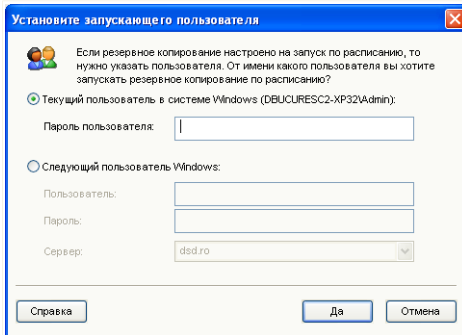 Установите запускающего пользователя
Если резервное копирование настроено на запуск по расписанию, то
нужно указать пользователя. От имени какого пользователя вы хотите
запускать резервное копирование по расписанию?
Текущий пользователь в системе Windows (DBUCURESC2-XP32\Admin):
Пароль пользователя:
Следующий пользователь Windows:
Пользователь:
Пароль:
Сервер: dsd.ro
Справка Да Отмена